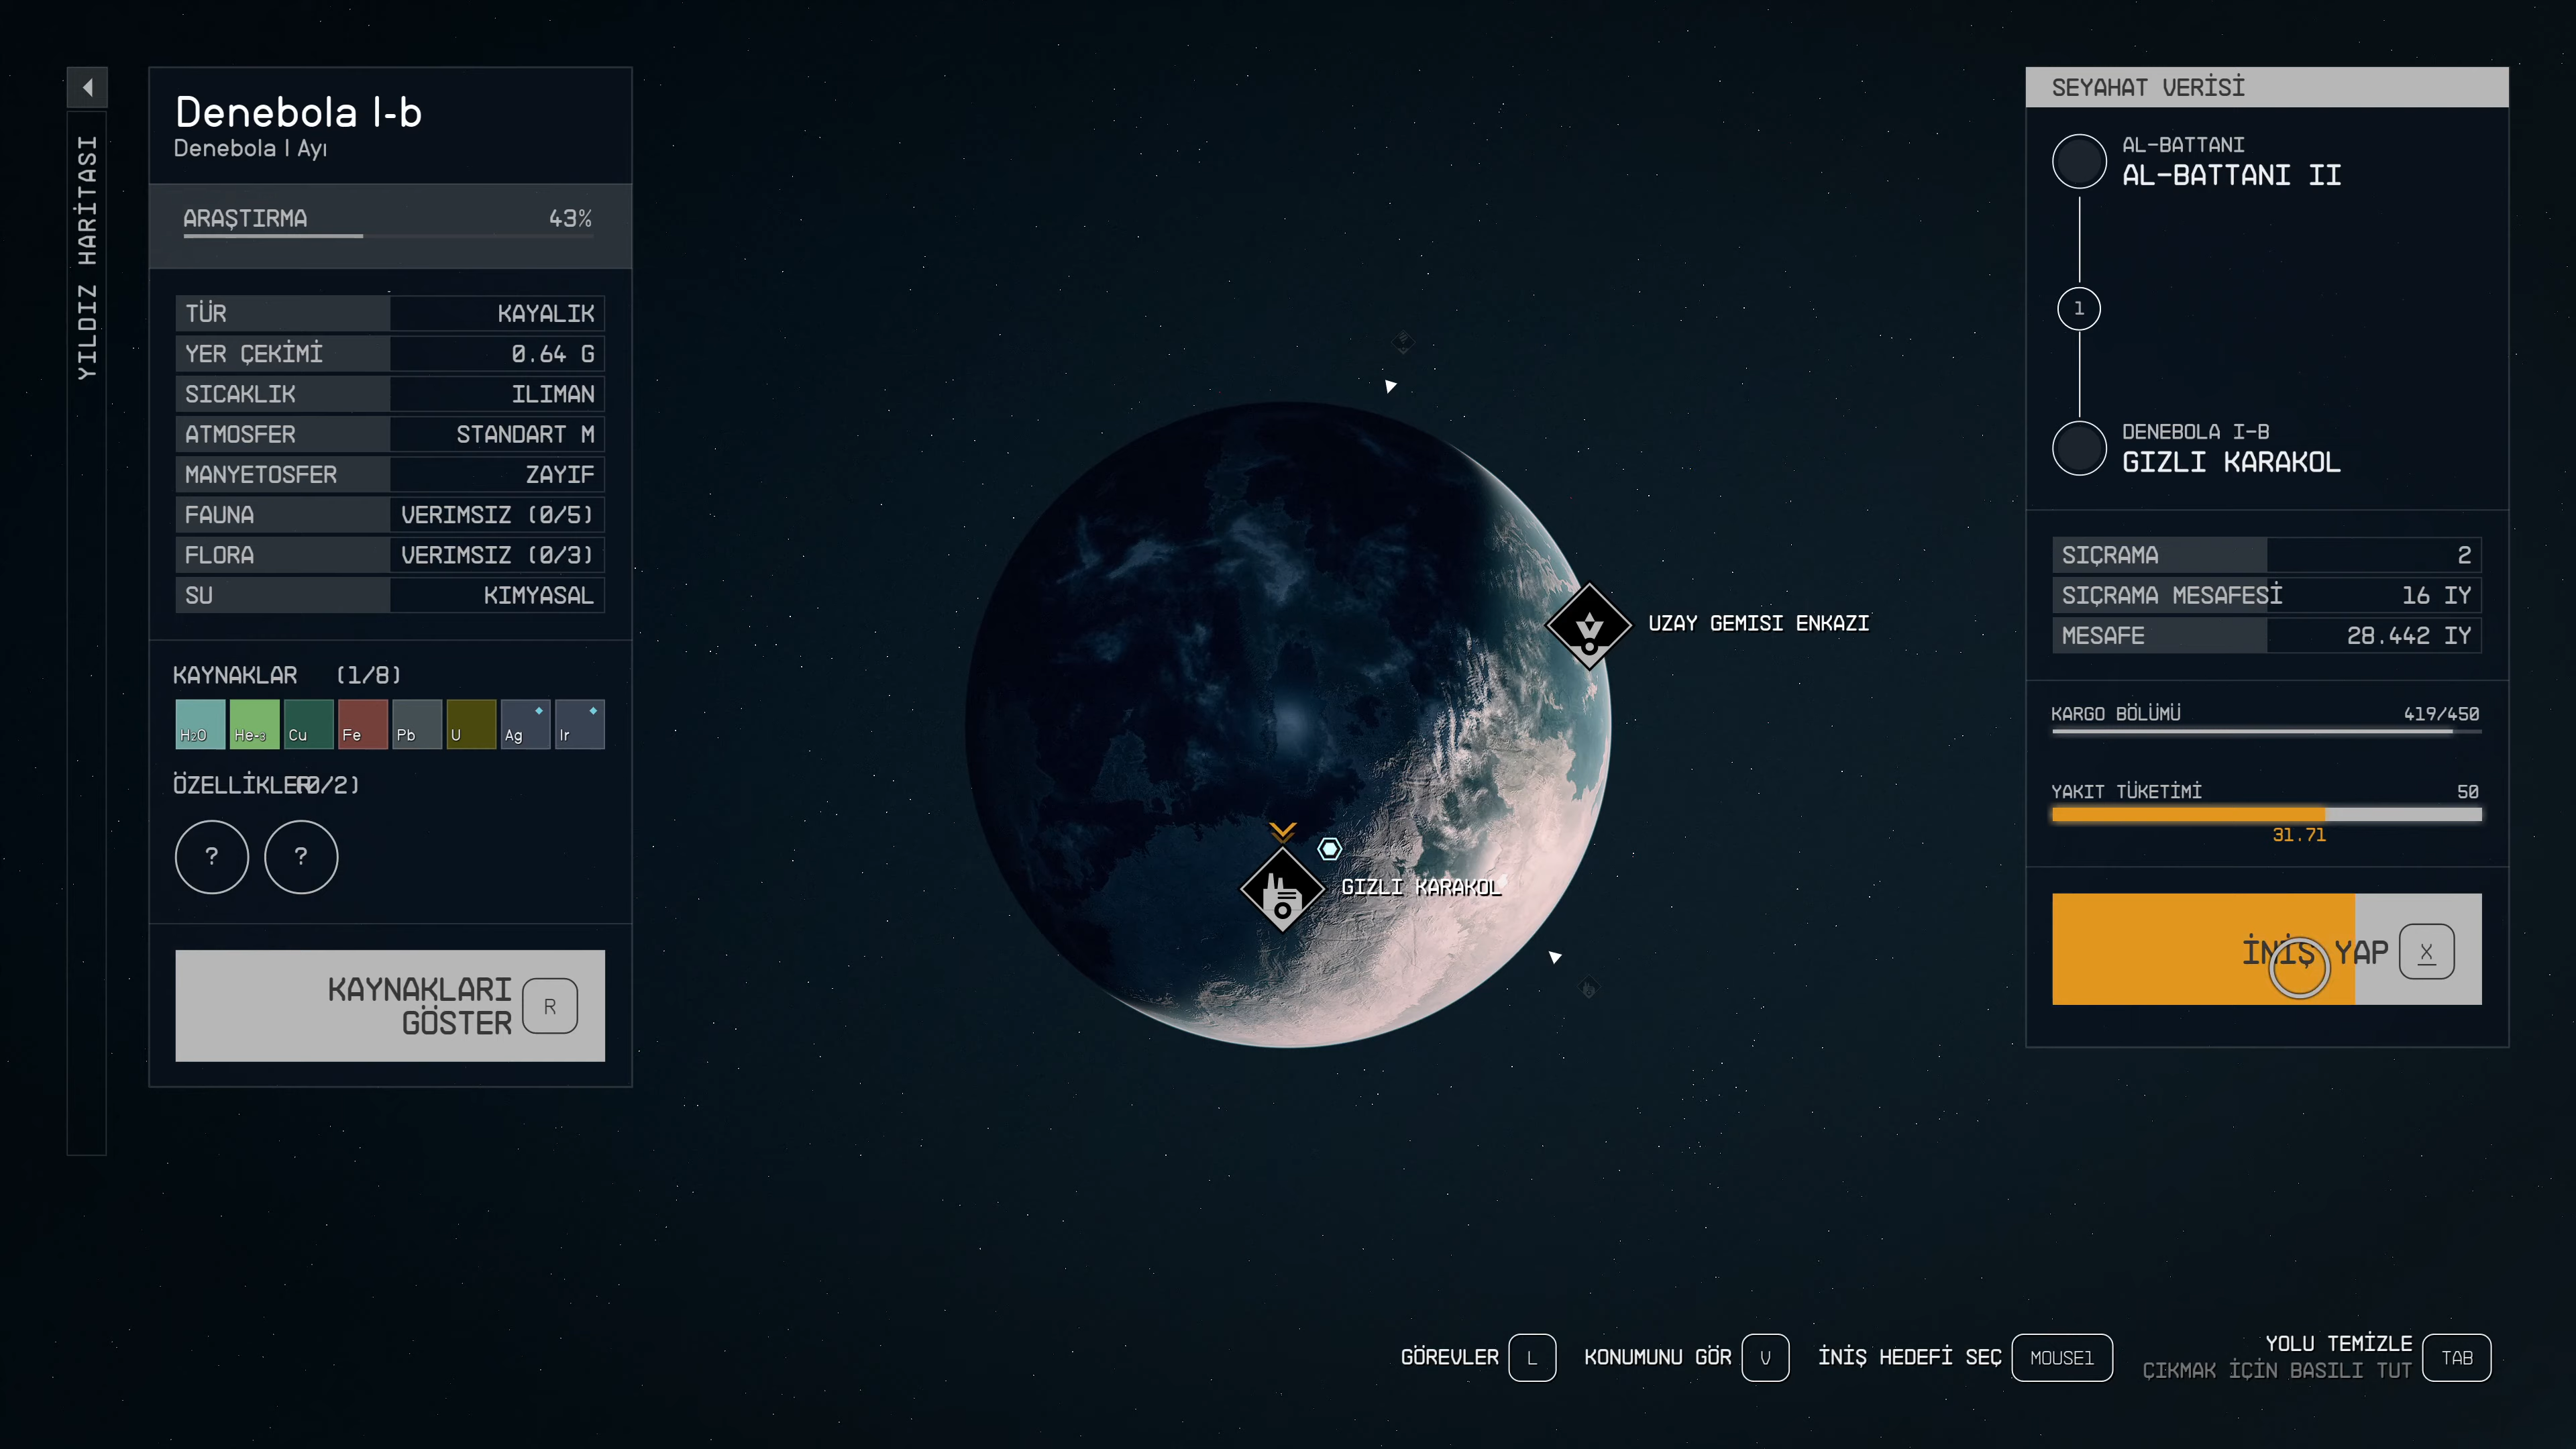 YILDIZ HARİTASI
Denebola I-b
Denebola I Ayı
ARAŞTIRMA 43%
TÜR KAYALIK
YER ÇEKİMİ 0.64 G
SICAKLIK ILIMAN
ATMOSFER STANDART M
MANYETOSFER ZAYIF
FAUNA VERIMSIZ (0/5)
FLORA VERIMSIZ (0/3)
SU KIMYASAL
KAYNAKLAR (1/8)
H₂O He-₃ Cu Fe Pb U Ag Ir
ÖZELLİKLER (0/2)
? ?
KAYNAKLARI
GÖSTER R
UZAY GEMISI ENKAZI
GIZLI KARAKOL
SEYAHAT VERİSİ
AL-BATTANI
AL-BATTANI II
1
DENEBOLA I-B
GIZLI KARAKOL
SIÇRAMA 2
SIÇRAMA MESAFESİ 16 IY
MESAFE 28.442 IY
KARGO BÖLÜMÜ 419/450
YAKIT TÜKETİMİ 50
31.71
İNİŞ YAP X
GÖREVLER L KONUMUNU GÖR V İNİŞ HEDEFİ SEÇ MOUSE1 YOLU TEMİZLE TAB
ÇIKMAK İÇİN BASILI TUT